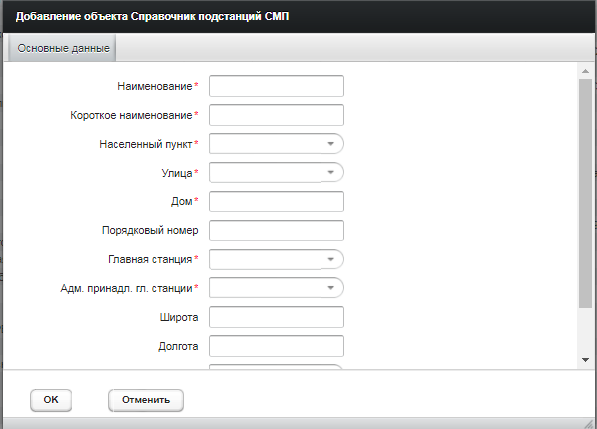 Добавление объекта Справочник подстанций СМП
Основные данные
Наименование*
Короткое наименование*
Населенный пункт*
Улица*
Дом*
Порядковый номер
Главная станция*
Адм. принадл. гл. станции*
Широта
Долгота
OK Отменить